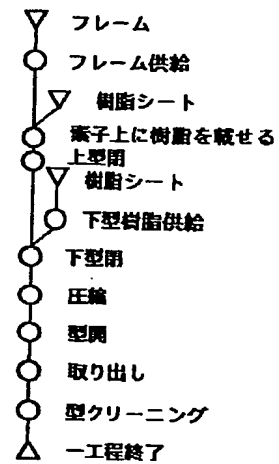 フレーム
フレーム供給
樹脂シート
素子上に樹脂を載せる
上型閉
樹脂シート
下型樹脂供給
下型閉
圧縮
型開
取り出し
型クリーニング
一工程終了